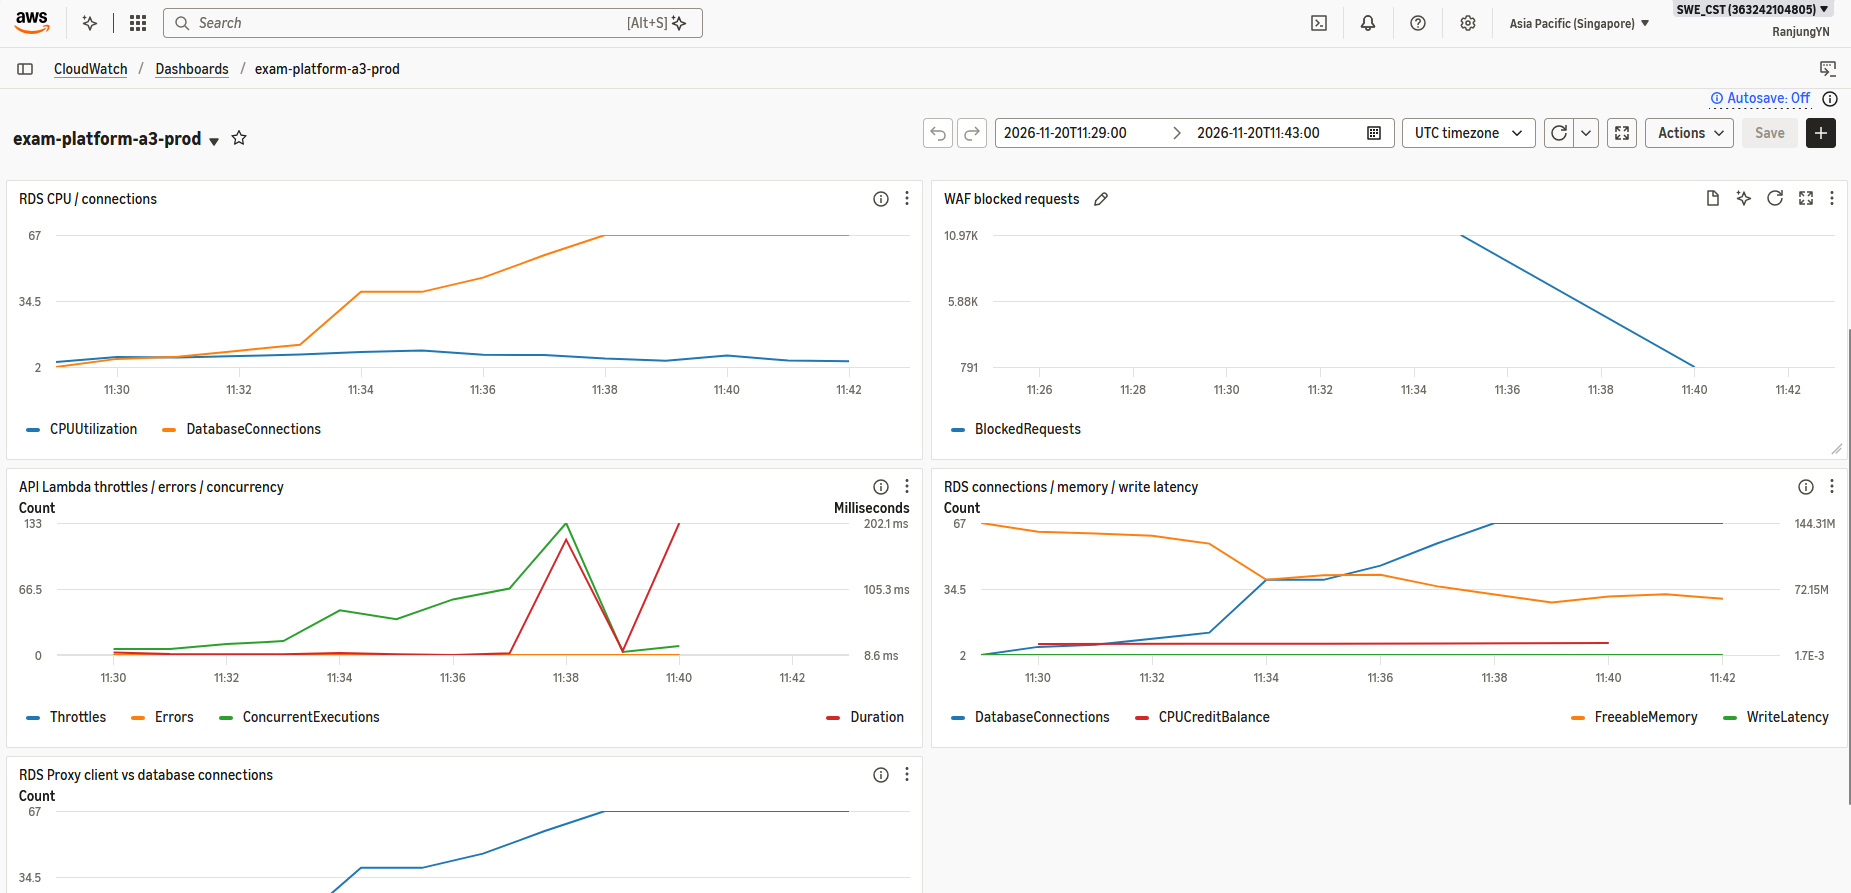 aws
Search
[Alt+S]
Asia Pacific (Singapore)
SWE_CST (363242104805)
RanjungYN
CloudWatch / Dashboards / exam-platform-a3-prod
Autosave: Off
exam-platform-a3-prod
2026-11-20T11:29:00
2026-11-20T11:43:00
UTC timezone
Actions
Save
RDS CPU / connections
67
34.5
2
11:30 11:32 11:34 11:36 11:38 11:40 11:42
CPUUtilization DatabaseConnections
WAF blocked requests
10.97K
5.88K
791
11:26 11:28 11:30 11:32 11:34 11:36 11:38 11:40 11:42
BlockedRequests
API Lambda throttles / errors / concurrency
Count Milliseconds
133 202.1 ms
66.5 105.3 ms
0 8.6 ms
11:30 11:32 11:34 11:36 11:38 11:40 11:42
Throttles Errors ConcurrentExecutions Duration
RDS connections / memory / write latency
Count
67 144.31M
34.5 72.15M
2 1.7E-3
11:30 11:32 11:34 11:36 11:38 11:40 11:42
DatabaseConnections CPUCreditBalance FreeableMemory WriteLatency
RDS Proxy client vs database connections
Count
67
34.5